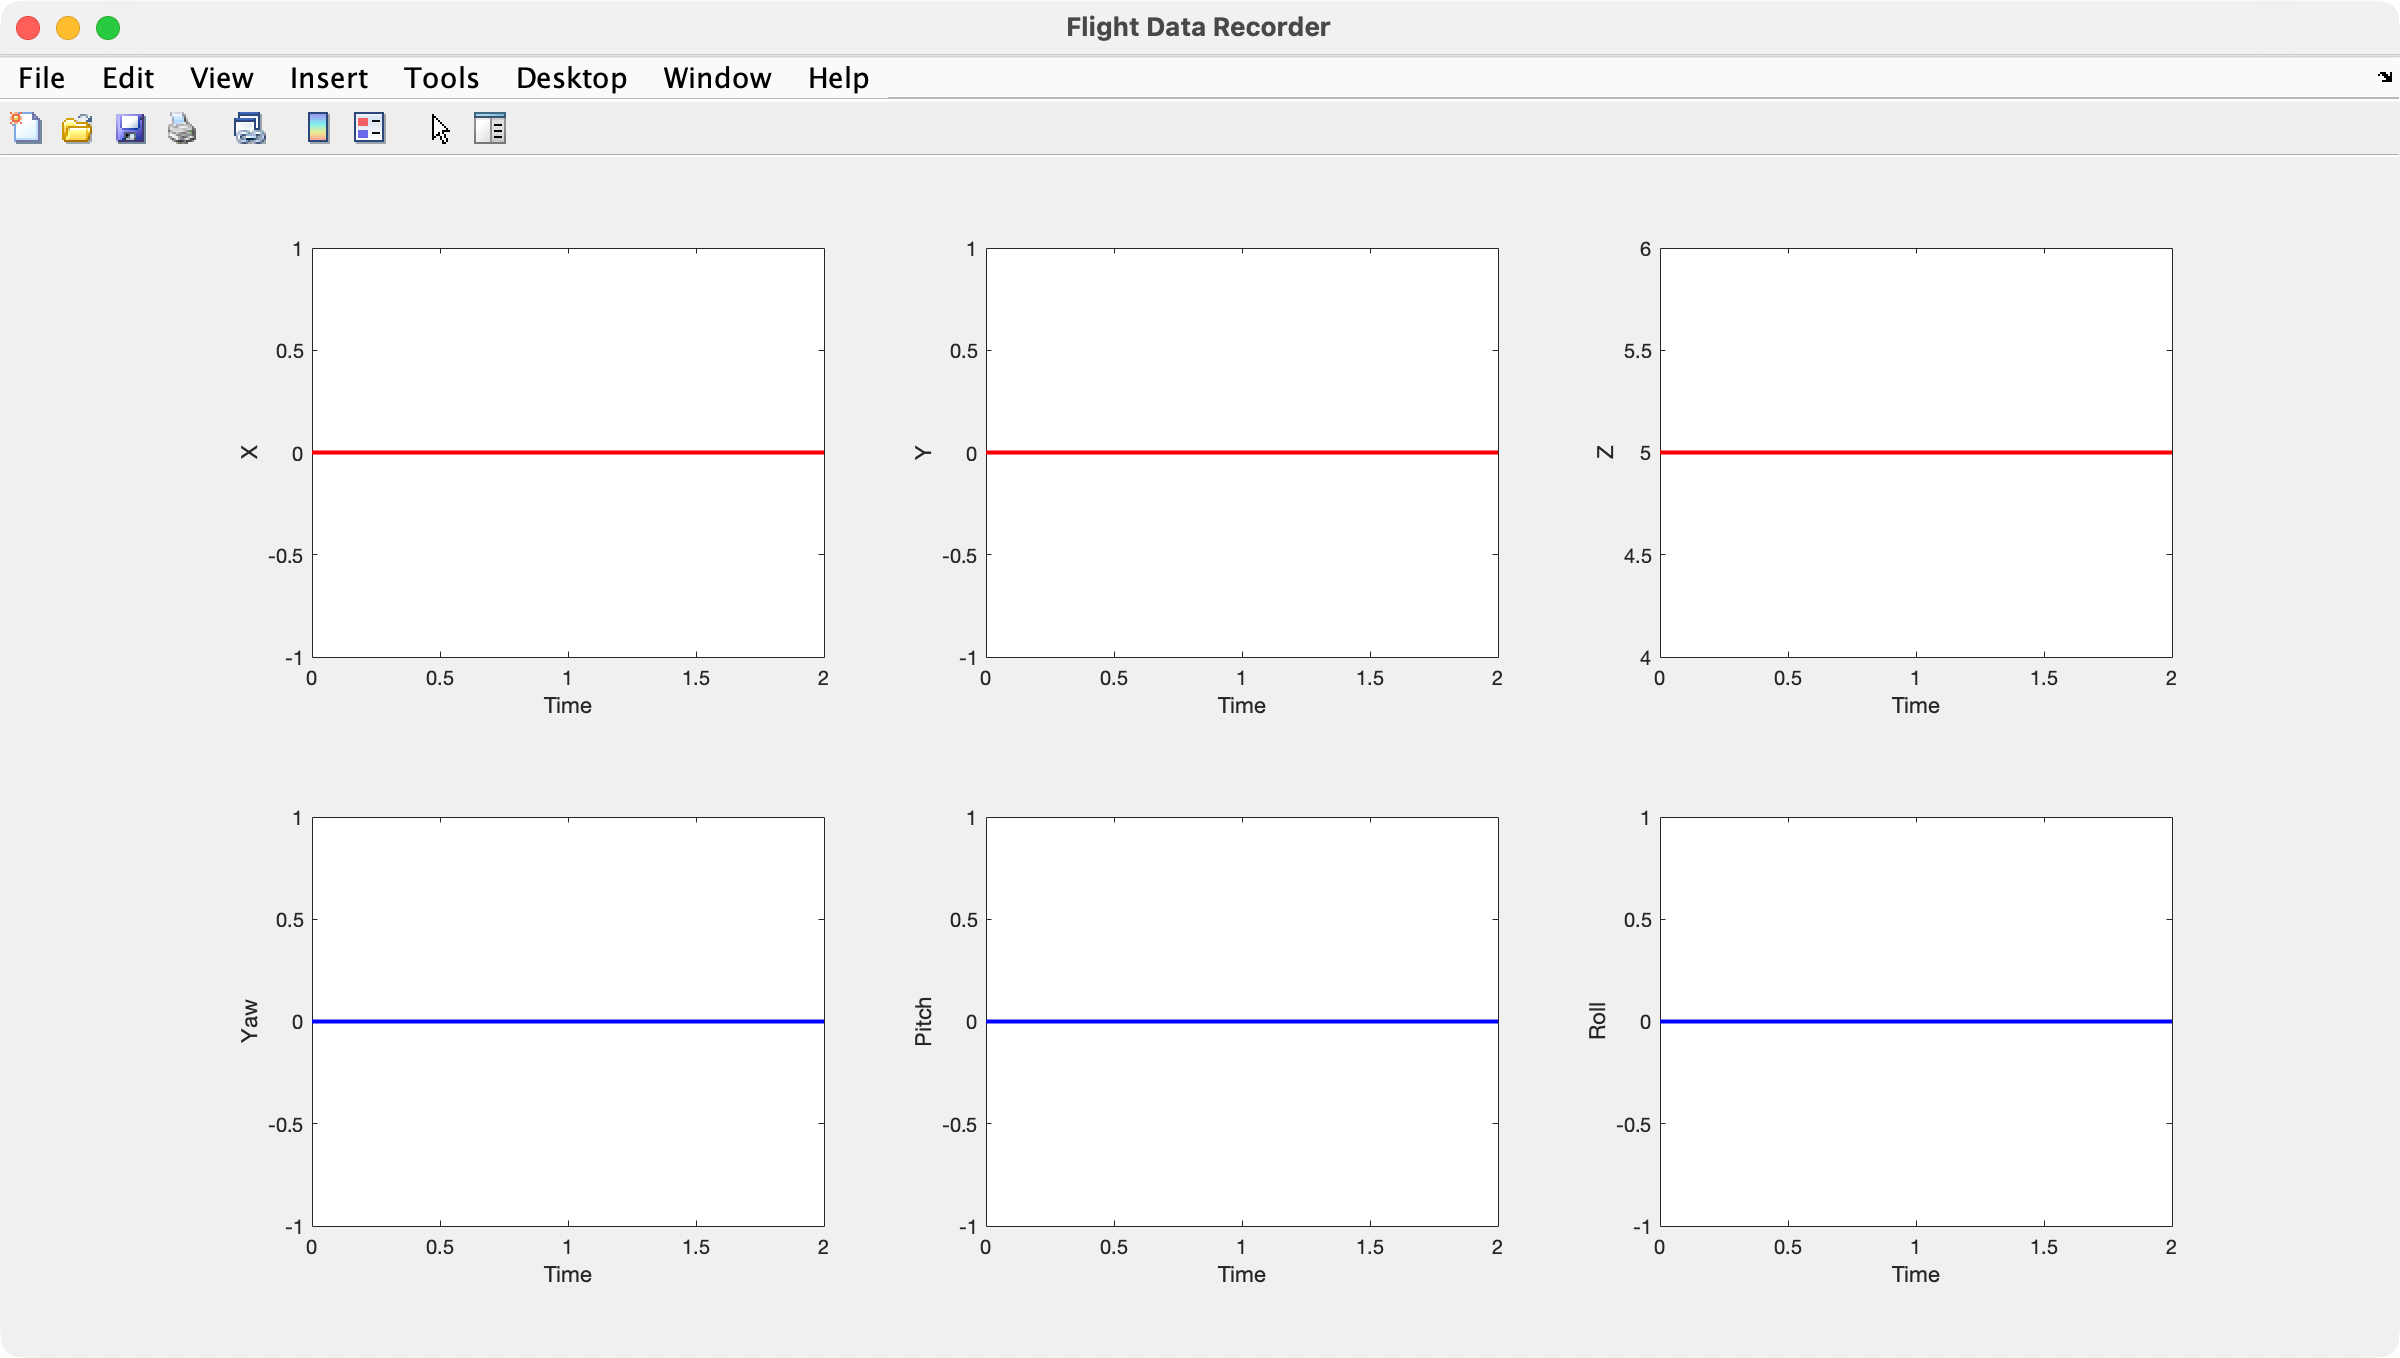 Flight Data Recorder
File Edit View Insert Tools Desktop Window Help
1 1 6
0.5 0.5 5.5
X 0 Y 0 Z 5
-0.5 -0.5 4.5
-1 -1 4
0 0.5 1 1.5 2 0 0.5 1 1.5 2 0 0.5 1 1.5 2
Time Time Time
1 1 1
0.5 0.5 0.5
Yaw 0 Pitch 0 Roll 0
-0.5 -0.5 -0.5
-1 -1 -1
0 0.5 1 1.5 2 0 0.5 1 1.5 2 0 0.5 1 1.5 2
Time Time Time